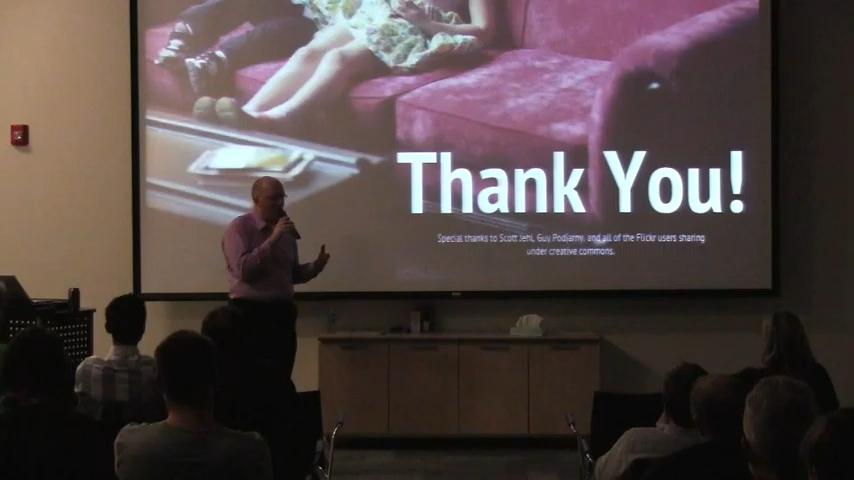 Thank You!
Special thanks to Scott Jehl, Guy Podjarny, and all of the Flickr users sharing
under creative commons.